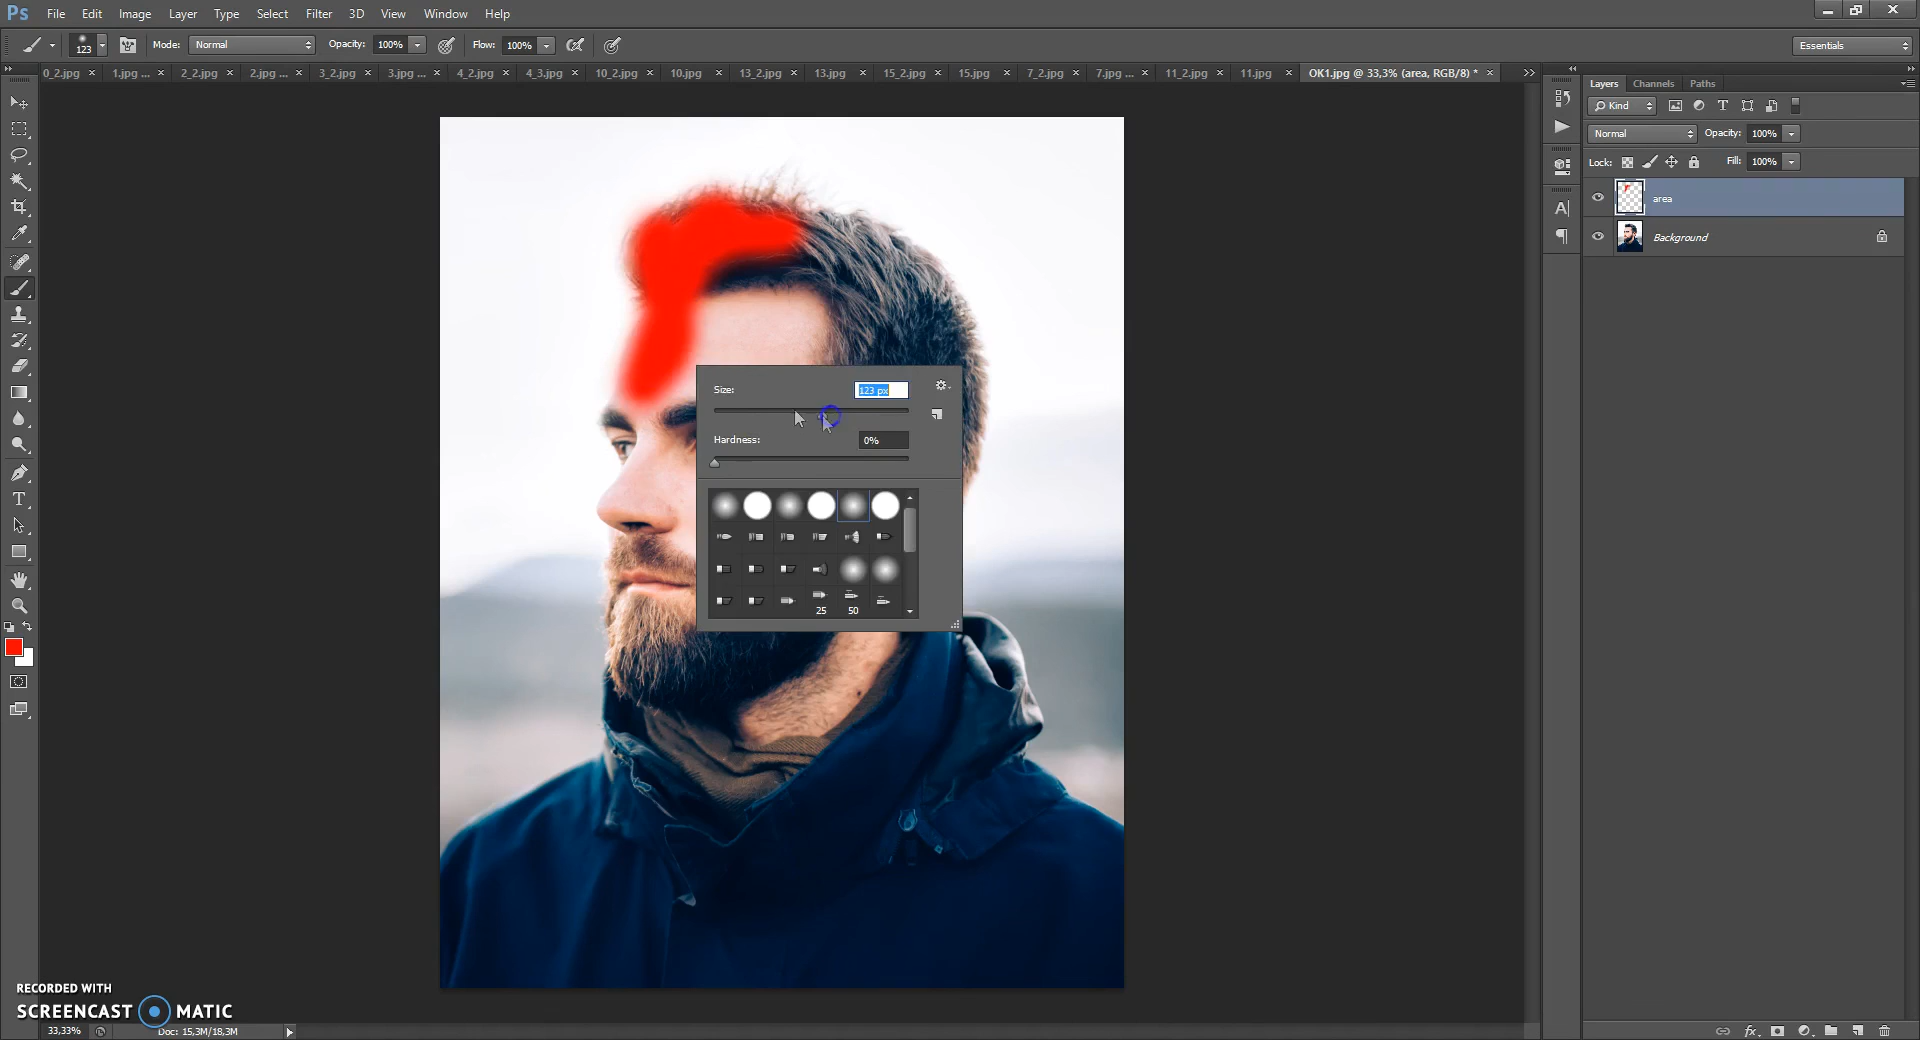 Ps File Edit Image Layer Type Select Filter 3D View Window Help
123 Mode: Normal Opacity: 100% Flow: 100% Essentials
0_2.jpg 1.jpg ... 2_2.jpg 2.jpg ... 3_2.jpg 3.jpg ... 4_2.jpg 4_3.jpg 10_2.jpg 10.jpg 13_2.jpg 13.jpg 15_2.jpg 15.jpg 7_2.jpg 7.jpg ... 11_2.jpg 11.jpg OK1.jpg @ 33,3% (area, RGB/8) *
Layers Channels Paths
Kind
Normal Opacity: 100%
Lock: Fill: 100%
area
Background
Size: 123 px
Hardness: 0%
25 50
RECORDED WITH
SCREENCAST MATIC
33,33% Doc: 15,3M/18,3M